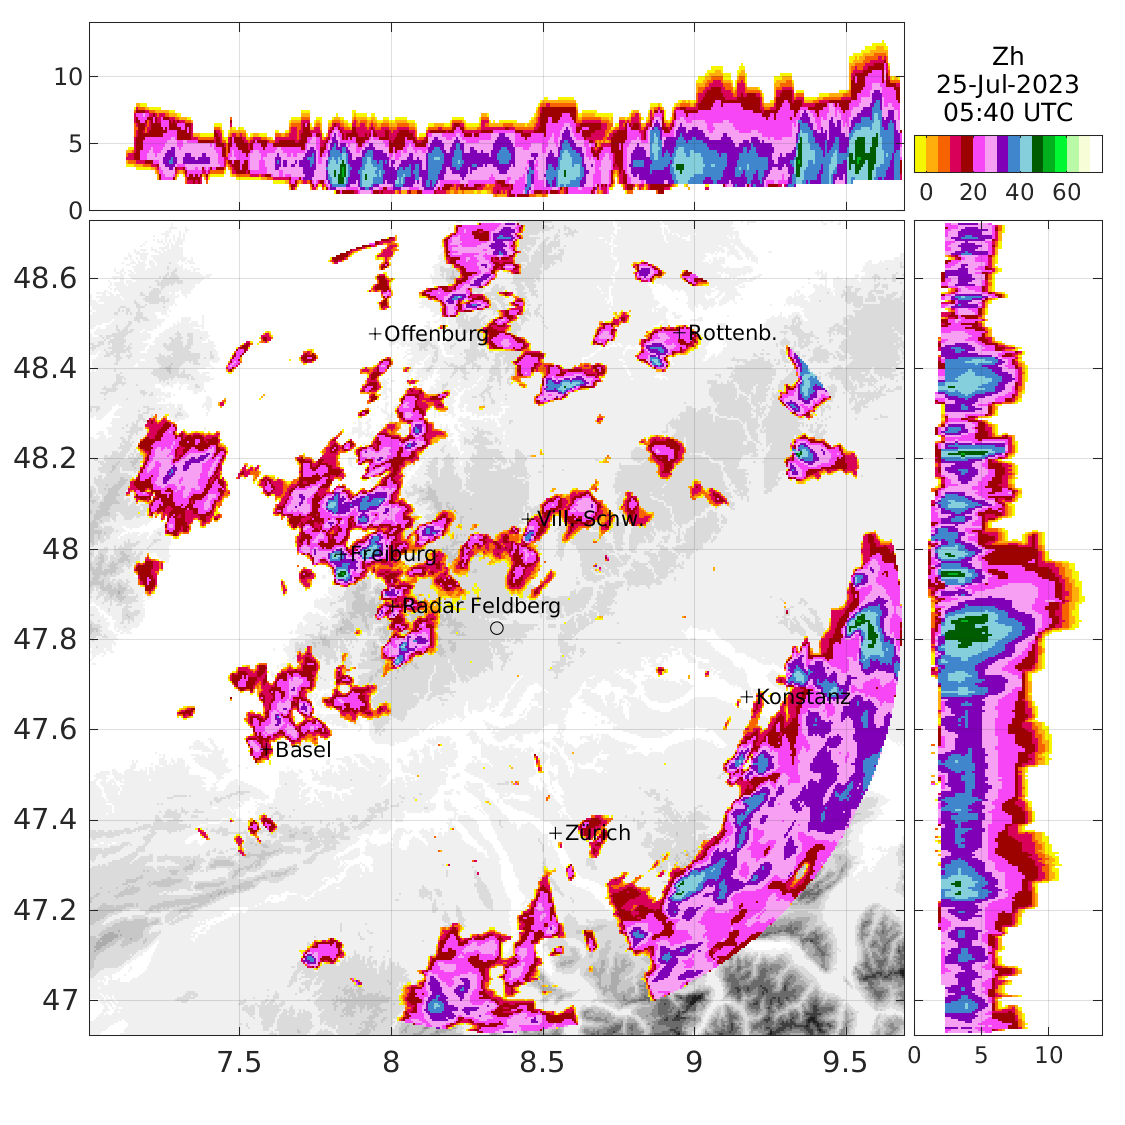 10
5
0
Zh
25-Jul-2023
05:40 UTC
0 20 40 60
48.6
48.4
48.2
48
47.8
47.6
47.4
47.2
47
+Offenburg
+Rottenb.
+Vill.-Schw.
+Freiburg
+Radar Feldberg
+Konstanz
+Basel
+Zürich
7.5 8 8.5 9 9.5
0 5 10